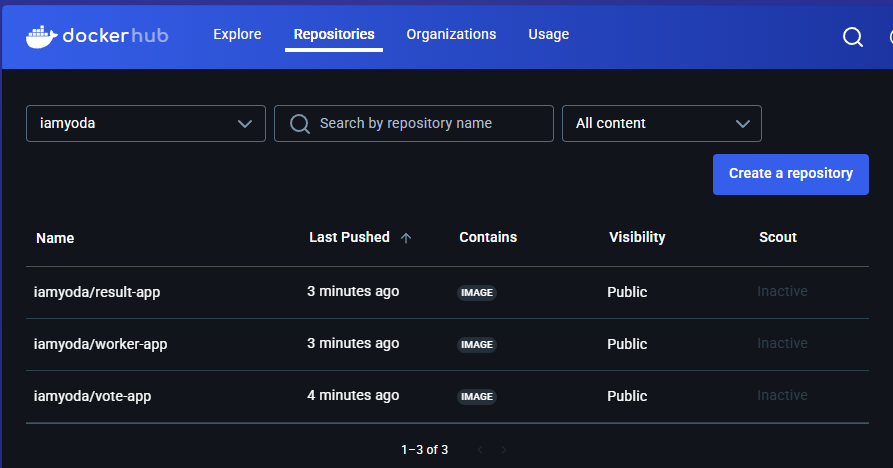 dockerhub Explore Repositories Organizations Usage
iamyoda Search by repository name All content
Create a repository
Name Last Pushed Contains Visibility Scout
iamyoda/result-app 3 minutes ago IMAGE Public Inactive
iamyoda/worker-app 3 minutes ago IMAGE Public Inactive
iamyoda/vote-app 4 minutes ago IMAGE Public Inactive
1–3 of 3